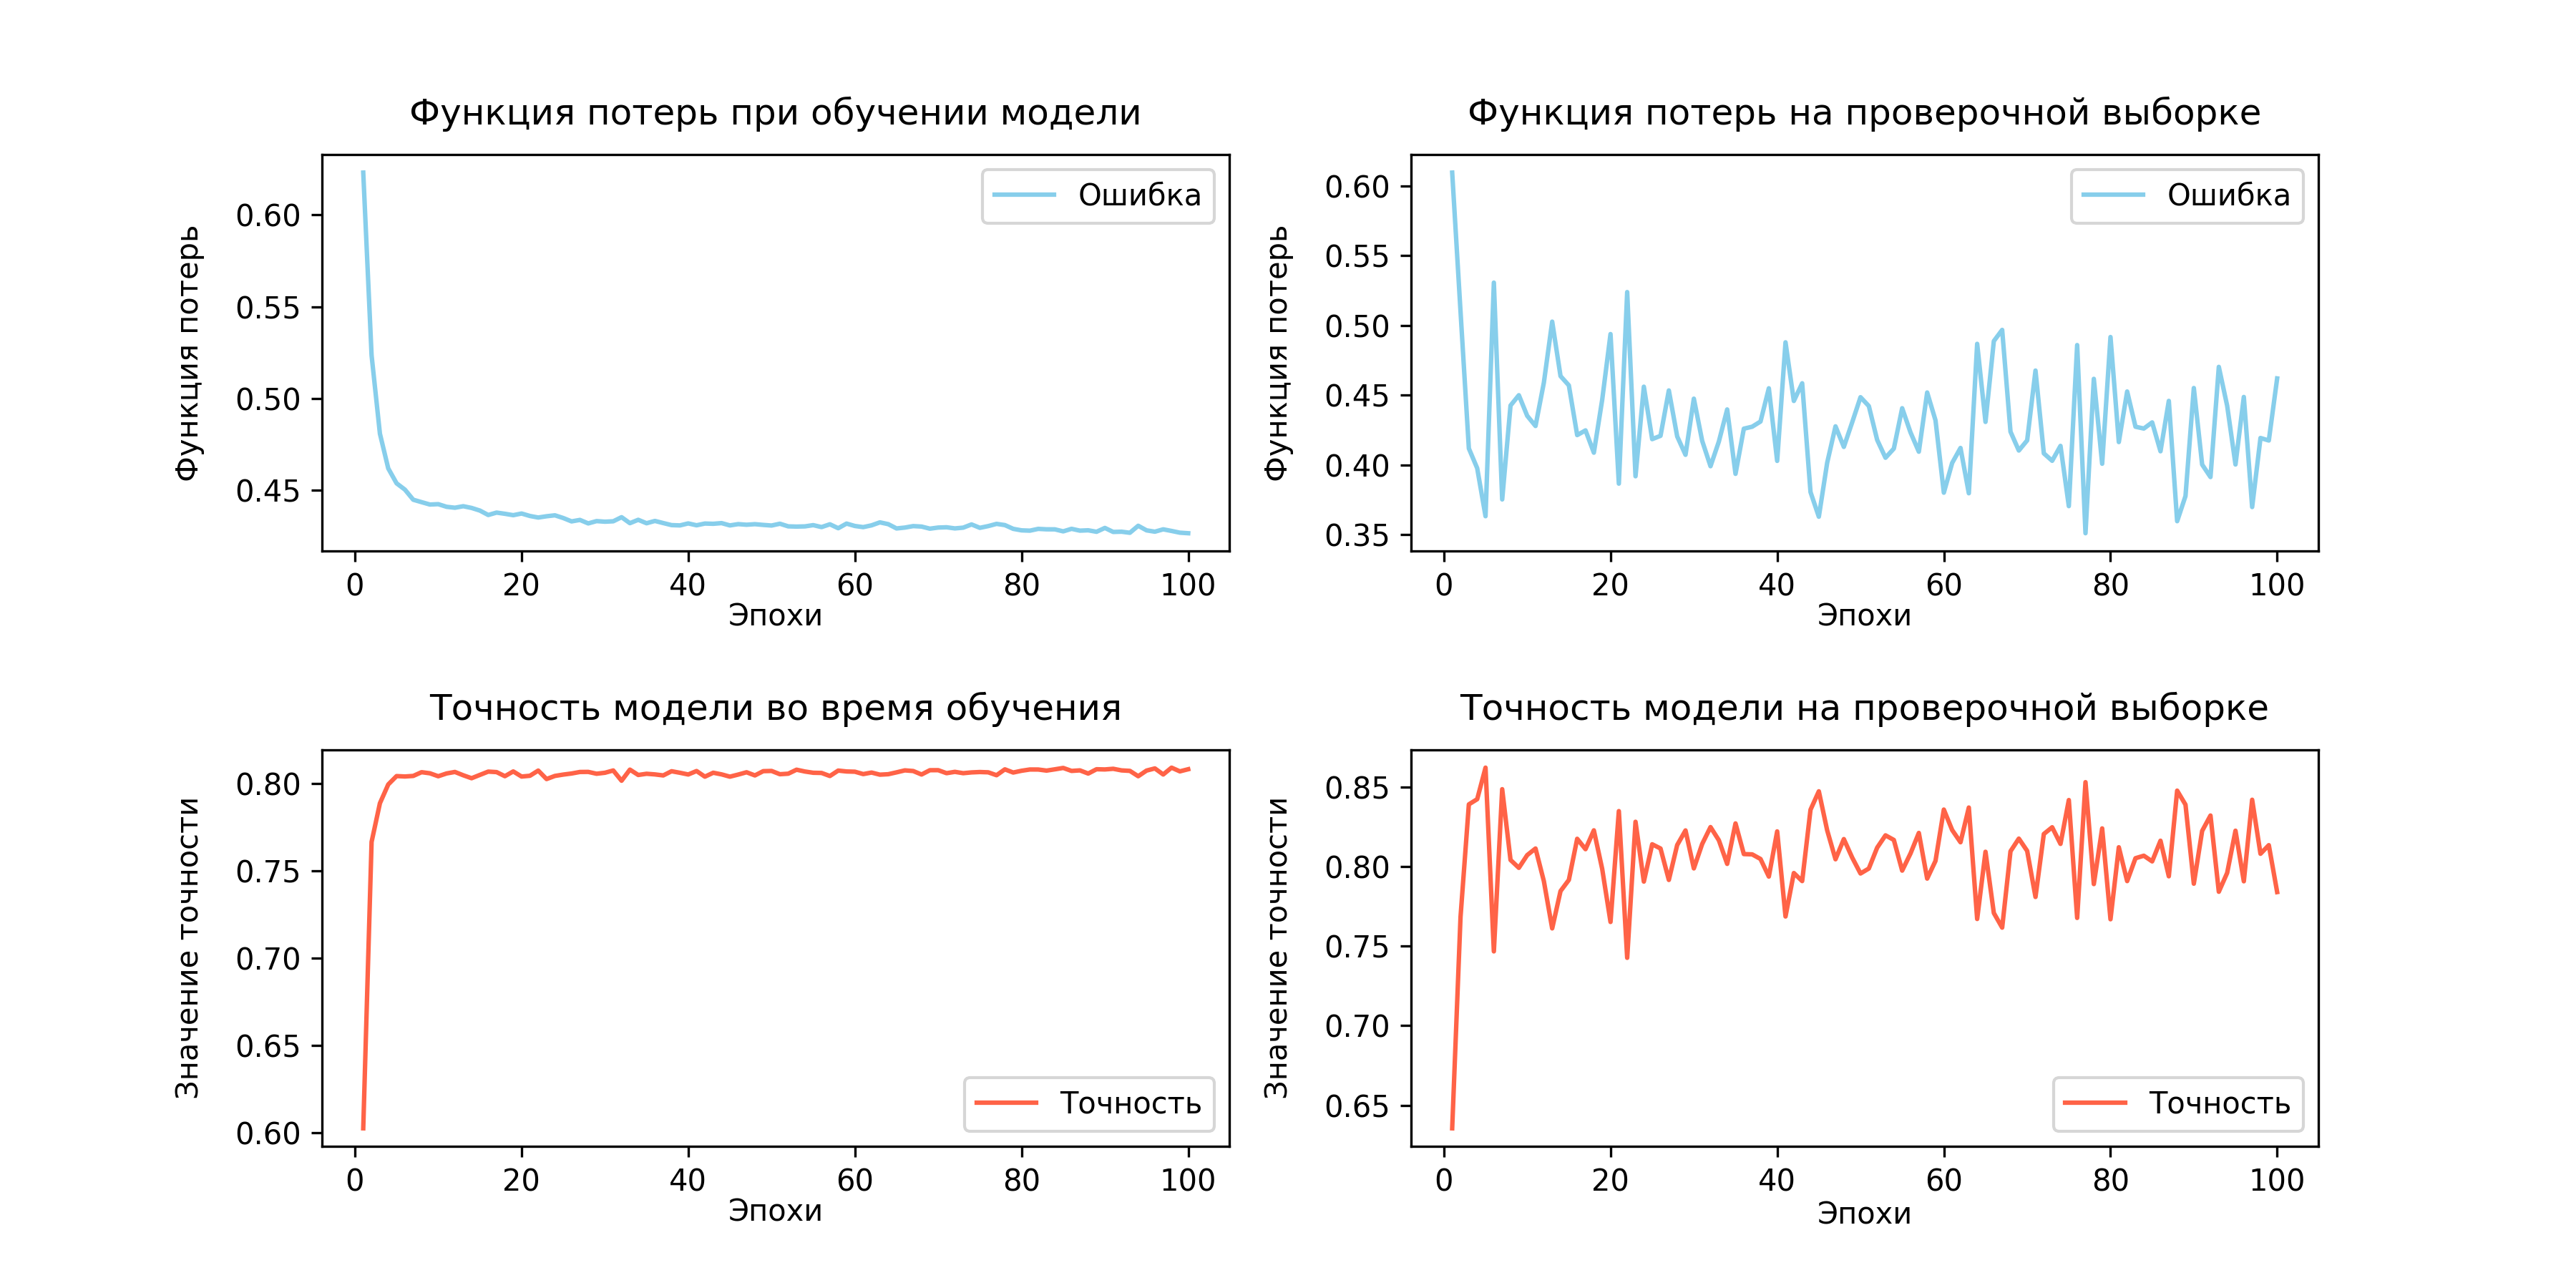 Функция потерь при обучении модели
Функция потерь
0.60
0.55
0.50
0.45
Ошибка
0 20 40 60 80 100
Эпохи
Функция потерь на проверочной выборке
Функция потерь
0.60
0.55
0.50
0.45
0.40
0.35
Ошибка
0 20 40 60 80 100
Эпохи
Точность модели во время обучения
Значение точности
0.80
0.75
0.70
0.65
0.60
Точность
0 20 40 60 80 100
Эпохи
Точность модели на проверочной выборке
Значение точности
0.85
0.80
0.75
0.70
0.65
Точность
0 20 40 60 80 100
Эпохи